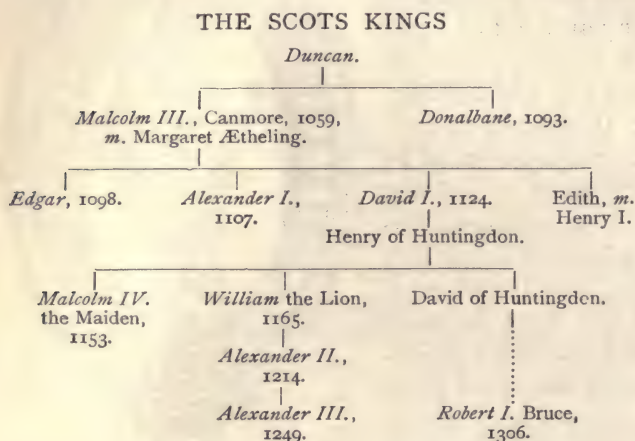 THE SCOTS KINGS
Duncan.
Malcolm III., Canmore, 1059,
m. Margaret Ætheling.
Donalbane, 1093.
Edgar, 1098.
Alexander I.,
1107.
David I., 1124.
Edith, m.
Henry I.
Henry of Huntingdon.
Malcolm IV.
the Maiden,
1153.
William the Lion,
1165.
David of Huntingden.
Alexander II.,
1214.
Alexander III.,
1249.
Robert I. Bruce,
1306.